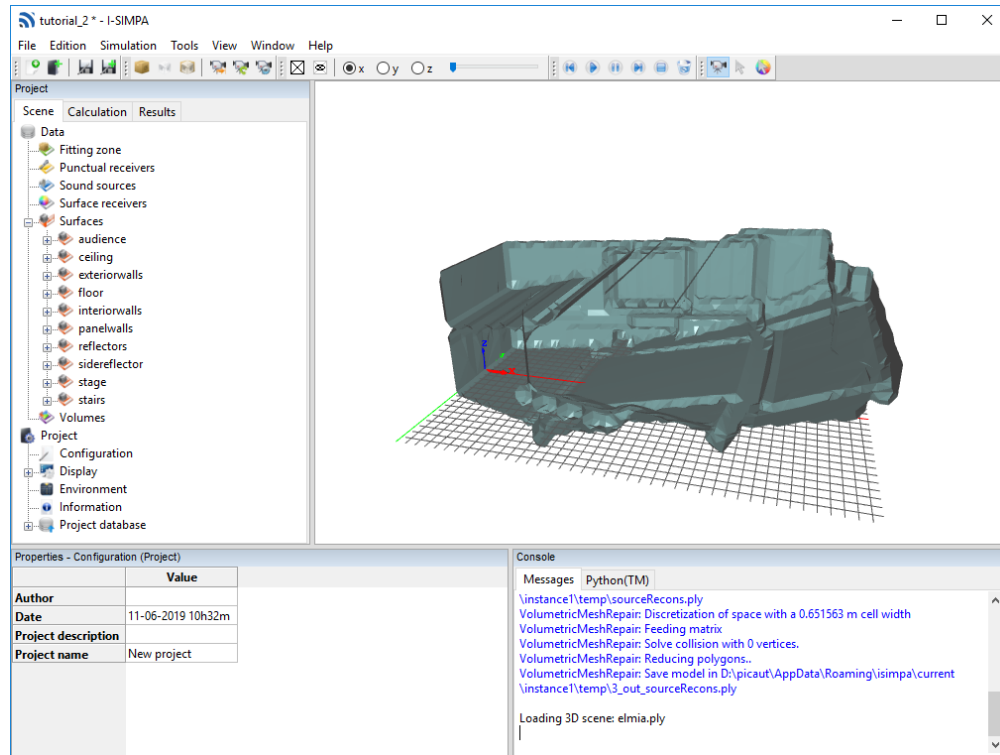 tutorial_2 * - I-SIMPA
File Edition Simulation Tools View Window Help
x y z
Project
Scene Calculation Results
Data
Fitting zone
Punctual receivers
Sound sources
Surface receivers
Surfaces
audience
ceiling
exteriorwalls
floor
interiorwalls
panelwalls
reflectors
sidereflector
stage
stairs
Volumes
Project
Configuration
Display
Environment
Information
Project database
Z
Properties - Configuration (Project)
Value
Author
Date 11-06-2019 10h32m
Project description
Project name New project
Console
Messages Python(TM)
\instance1\temp\sourceRecons.ply
VolumetricMeshRepair: Discretization of space with a 0.651563 m cell width
VolumetricMeshRepair: Feeding matrix
VolumetricMeshRepair: Solve collision with 0 vertices.
VolumetricMeshRepair: Reducing polygons..
VolumetricMeshRepair: Save model in D:\picaut\AppData\Roaming\isimpa\current
\instance1\temp\3_out_sourceRecons.ply
Loading 3D scene: elmia.ply